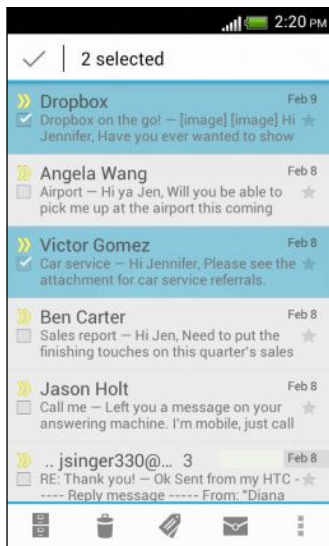 2:20 PM
2 selected
Dropbox Feb 9
Dropbox on the go! – [image] [image] Hi
Jennifer, Have you ever wanted to show
Angela Wang Feb 8
Airport – Hi ya Jen, Will you be able to
pick me up at the airport this coming
Victor Gomez Feb 8
Car service – Hi Jennifer, Please see the
attachment for car service referrals.
Ben Carter Feb 8
Sales report – Hi Jen, Need to put the
finishing touches on this quarter's sales
Jason Holt Feb 8
Call me – Left you a message on your
answering machine. I'm mobile, just call
.. jsinger330@... 3 Feb 8
RE: Thank you! – Ok Sent from my HTC -
---- Reply message ----- From: "Diana